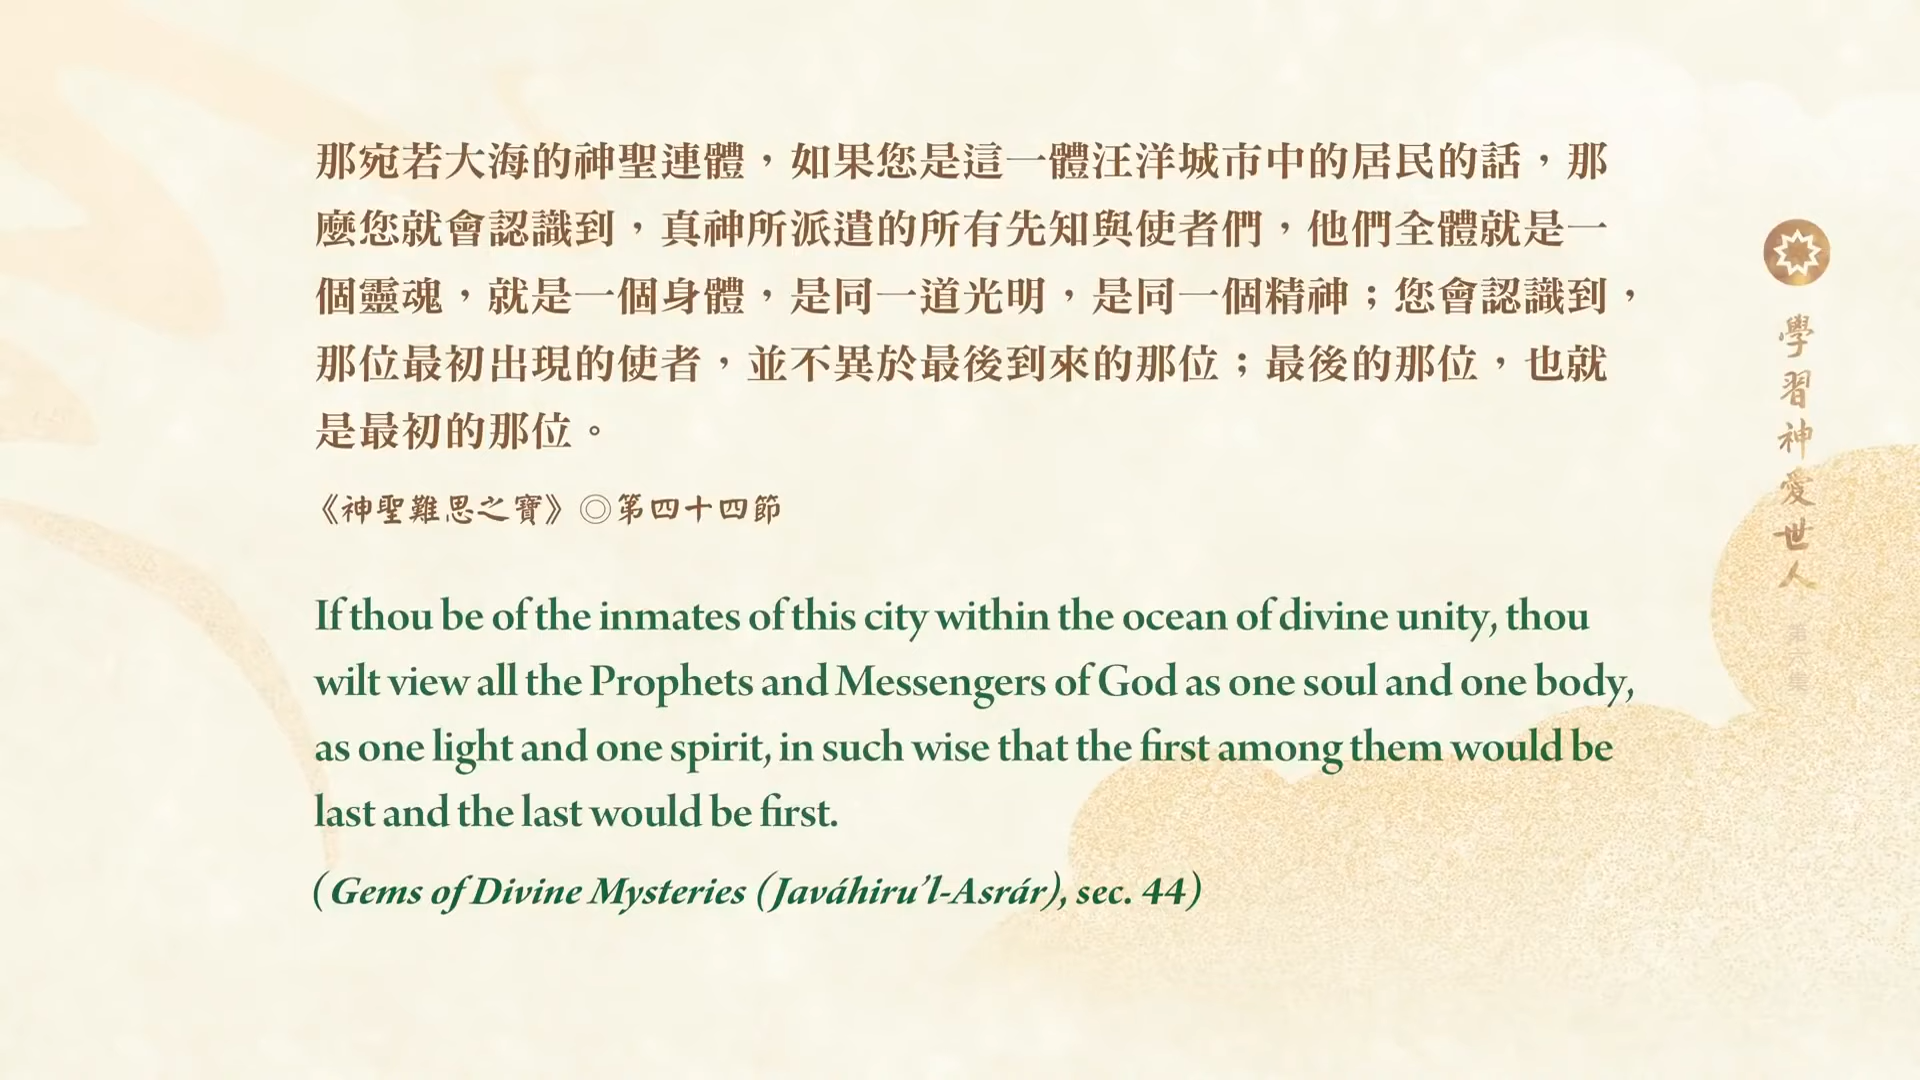 那宛若大海的神聖連體，如果您是這一體汪洋城市中的居民的話，那
麼您就會認識到，真神所派遣的所有先知與使者們，他們全體就是一
個靈魂，就是一個身體，是同一道光明，是同一個精神；您會認識到，
那位最初出現的使者，並不異於最後到來的那位；最後的那位，也就
是最初的那位。
《神聖難思之寶》◎第四十四節
If thou be of the inmates of this city within the ocean of divine unity, thou
wilt view all the Prophets and Messengers of God as one soul and one body,
as one light and one spirit, in such wise that the first among them would be
last and the last would be first.
(Gems of Divine Mysteries (Javáhiru’l-Asrár), sec. 44)
學習神愛世人